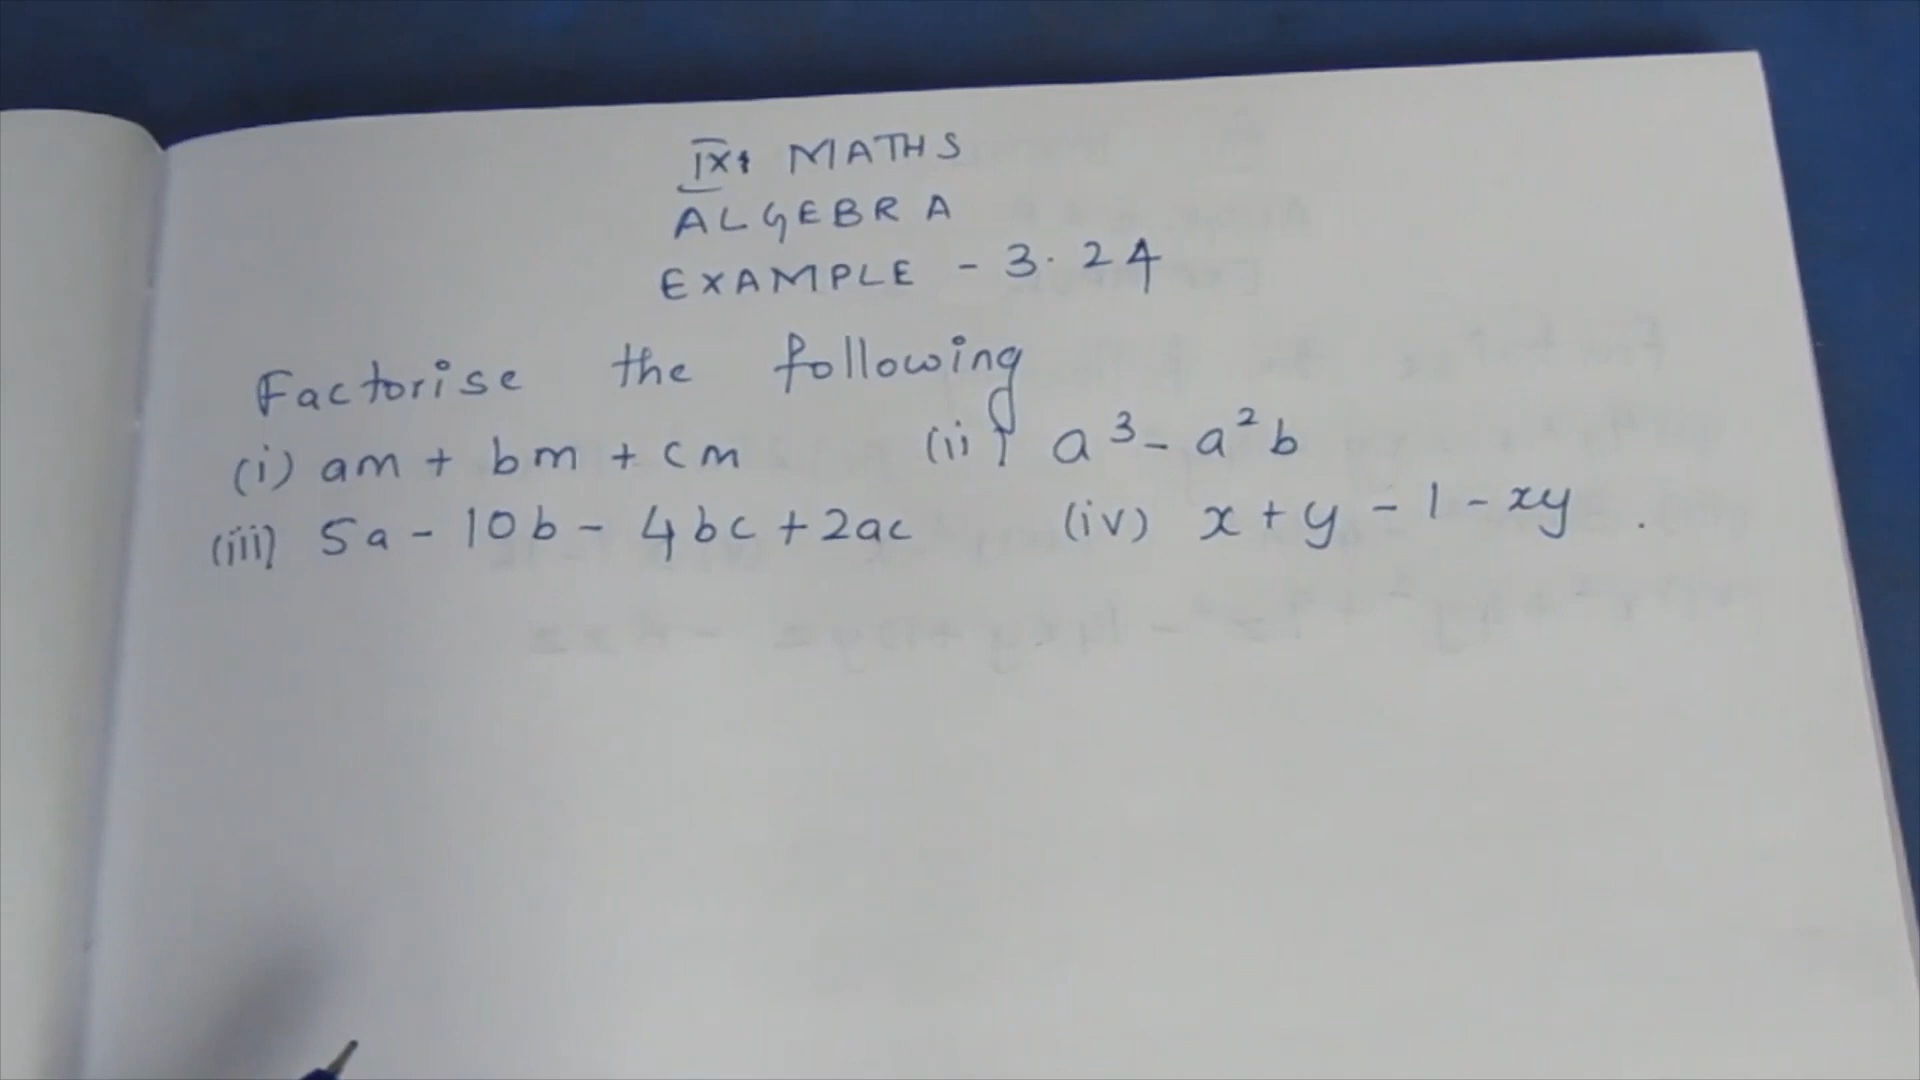 IX MATHS
ALGEBRA
EXAMPLE - 3.24
Factorise the following
(i) am + bm + cm (ii) a³ - a²b
(iii) 5a - 10b - 4bc + 2ac (iv) x + y - 1 - xy .